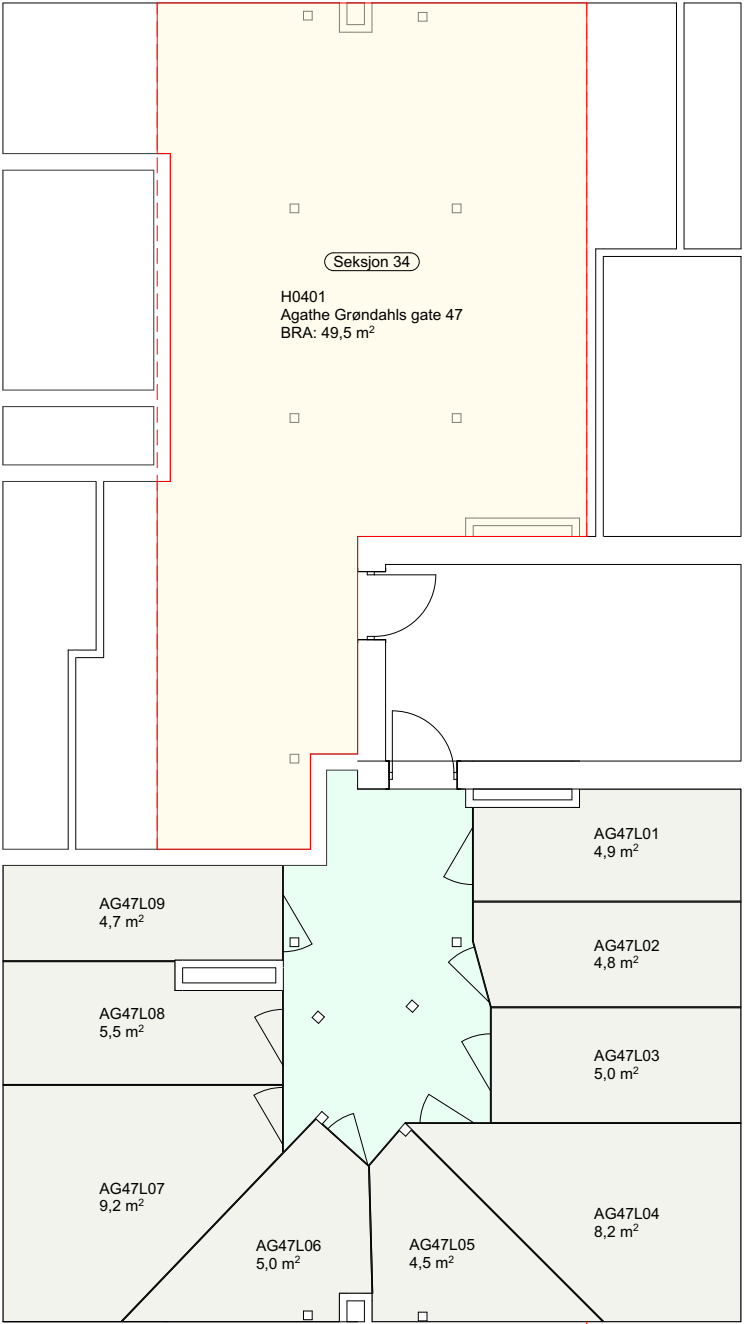 Seksjon 34
H0401
Agathe Grøndahls gate 47
BRA: 49,5 m²
AG47L01
4,9 m²
AG47L09
4,7 m²
AG47L02
4,8 m²
AG47L08
5,5 m²
AG47L03
5,0 m²
AG47L07
9,2 m²
AG47L04
8,2 m²
AG47L06
5,0 m²
AG47L05
4,5 m²